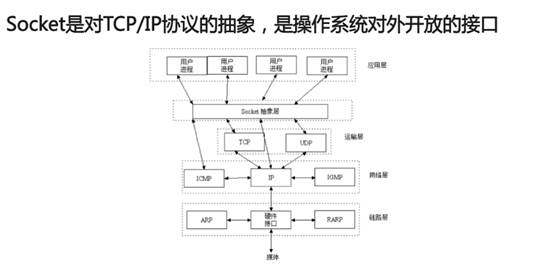 Socket是对TCP/IP协议的抽象，是操作系统对外开放的接口
用户进程 用户进程 用户进程 用户进程 应用层
Socket 抽象层
运输层
TCP UDP
ICMP IP IGMP 网络层
ARP 硬件接口 RARP 链路层
媒体